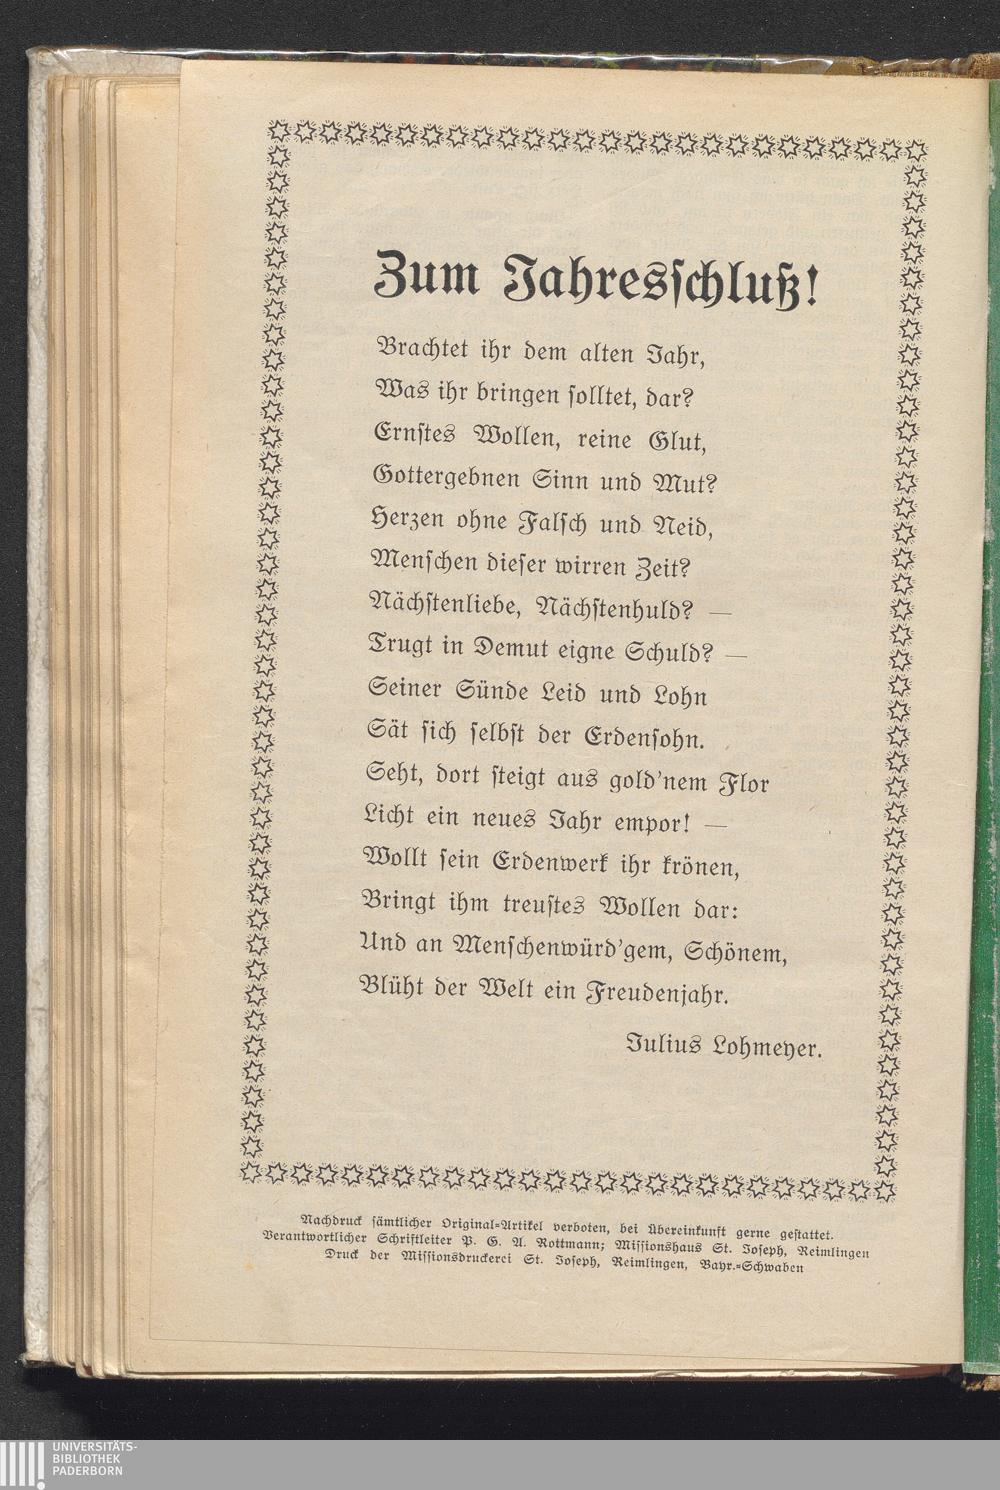 Zum Jahresschluß!
Brachtet ihr dem alten Jahr,
Was ihr bringen solltet, dar?
Ernstes Wollen, reine Glut,
Gottergebnen Sinn und Mut?
Herzen ohne Falsch und Neid,
Menschen dieser wirren Zeit?
Nächstenliebe, Nächstenhuld? —
Trugt in Demut eigne Schuld? —
Seiner Sünde Leid und Lohn
Sät sich selbst der Erdensohn.
Seht, dort steigt aus gold'nem Flor
Licht ein neues Jahr empor! —
Wollt sein Erdenwerk ihr krönen,
Bringt ihm treustes Wollen dar:
Und an Menschenwürd'gem, Schönem,
Blüht der Welt ein Freudenjahr.
Julius Lohmeyer.
Nachdruck sämtlicher Original-Artikel verboten, bei Übereinkunft gerne gestattet.
Verantwortlicher Schriftleiter P. G. A. Rottmann; Missionshaus St. Joseph, Reimlingen
Druck der Missionsdruckerei St. Joseph, Reimlingen, Bayr.-Schwaben
UNIVERSITÄTS-
BIBLIOTHEK
PADERBORN